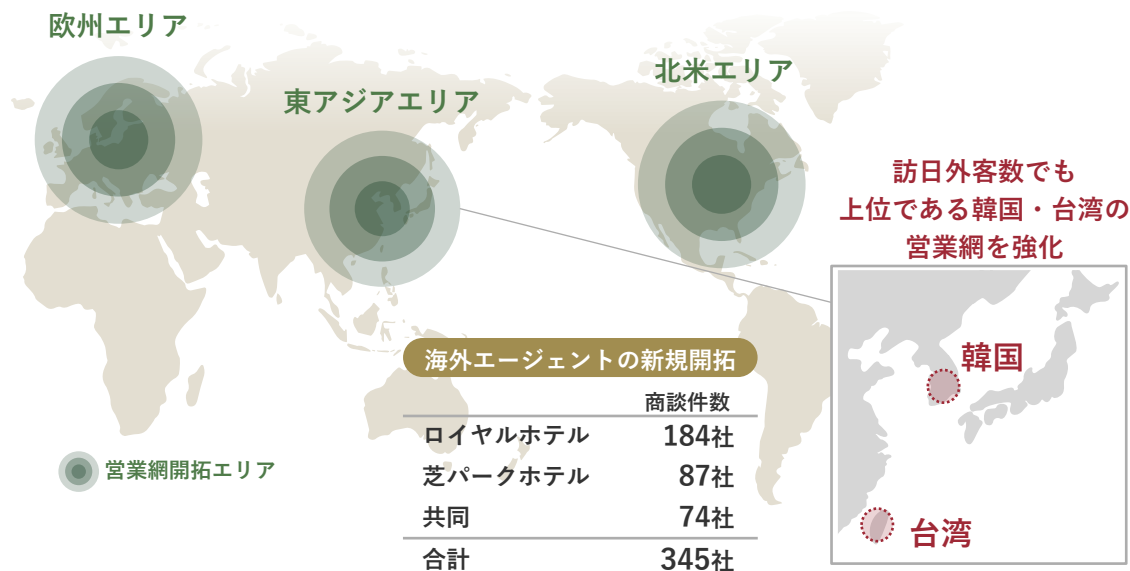 欧州エリア
東アジアエリア
北米エリア
訪日外客数でも
上位である韓国・台湾の
営業網を強化
韓国
台湾
営業網開拓エリア
海外エージェントの新規開拓
商談件数
ロイヤルホテル 184社
芝パークホテル 87社
共同 74社
合計 345社